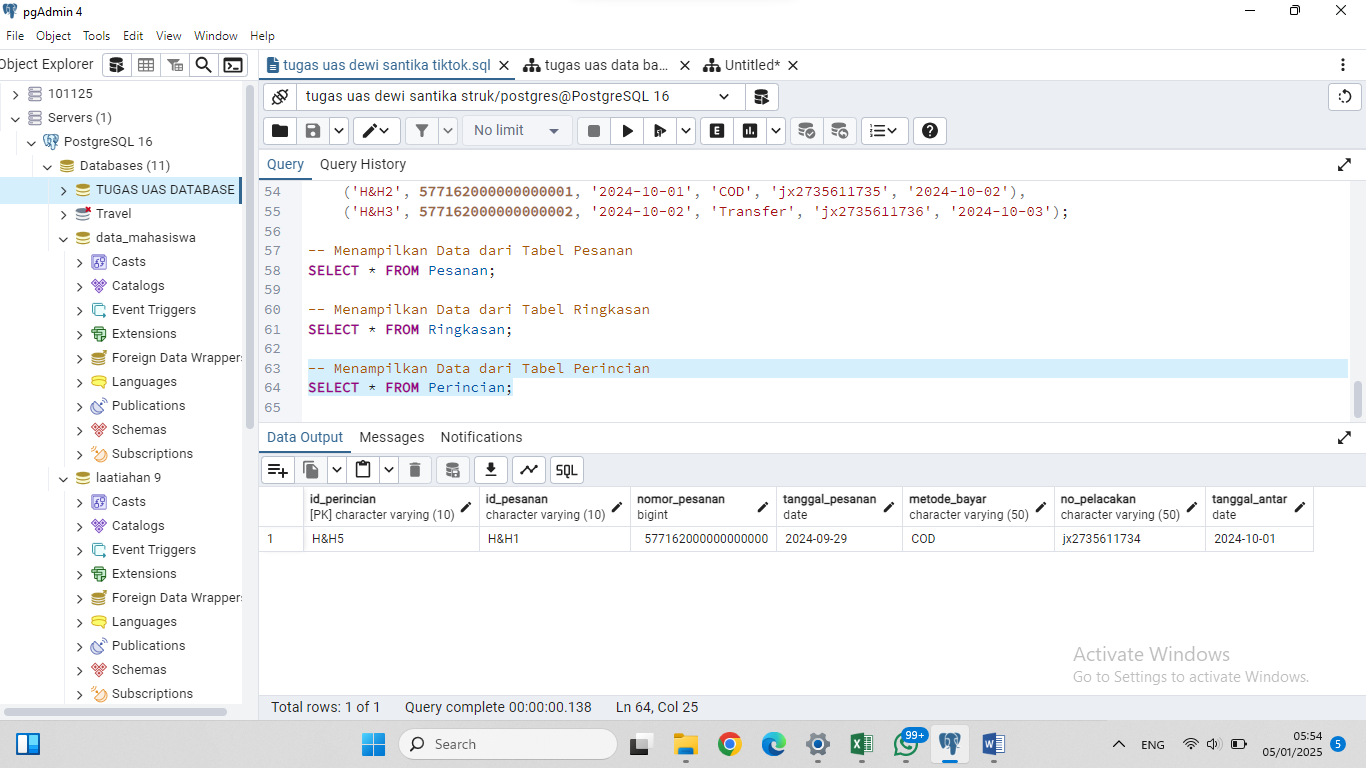 pgAdmin 4
File Object Tools Edit View Window Help
Object Explorer
tugas uas dewi santika tiktok.sql
tugas uas data ba...
Untitled*
101125
Servers (1)
PostgreSQL 16
Databases (11)
TUGAS UAS DATABASE
Travel
data_mahasiswa
Casts
Catalogs
Event Triggers
Extensions
Foreign Data Wrapper
Languages
Publications
Schemas
Subscriptions
laatiahan 9
Casts
Catalogs
Event Triggers
Extensions
Foreign Data Wrapper
Languages
Publications
Schemas
Subscriptions
tugas uas dewi santika struk/postgres@PostgreSQL 16
No limit
E
Query Query History
54 ('H&H2', 577162000000000001, '2024-10-01', 'COD', 'jx2735611735', '2024-10-02'),
55 ('H&H3', 577162000000000002, '2024-10-02', 'Transfer', 'jx2735611736', '2024-10-03');
56
57 -- Menampilkan Data dari Tabel Pesanan
58 SELECT * FROM Pesanan;
59
60 -- Menampilkan Data dari Tabel Ringkasan
61 SELECT * FROM Ringkasan;
62
63 -- Menampilkan Data dari Tabel Perincian
64 SELECT * FROM Perincian;
65
Data Output Messages Notifications
SQL
id_perincian id_pesanan nomor_pesanan tanggal_pesanan metode_bayar no_pelacakan tanggal_antar
[PK] character varying (10) character varying (10) bigint date character varying (50) character varying (50) date
1 H&H5 H&H1 577162000000000000 2024-09-29 COD jx2735611734 2024-10-01
Activate Windows
Go to Settings to activate Windows.
Total rows: 1 of 1 Query complete 00:00:00.138 Ln 64, Col 25
Search
99+
ENG
05:54
05/01/2025
5